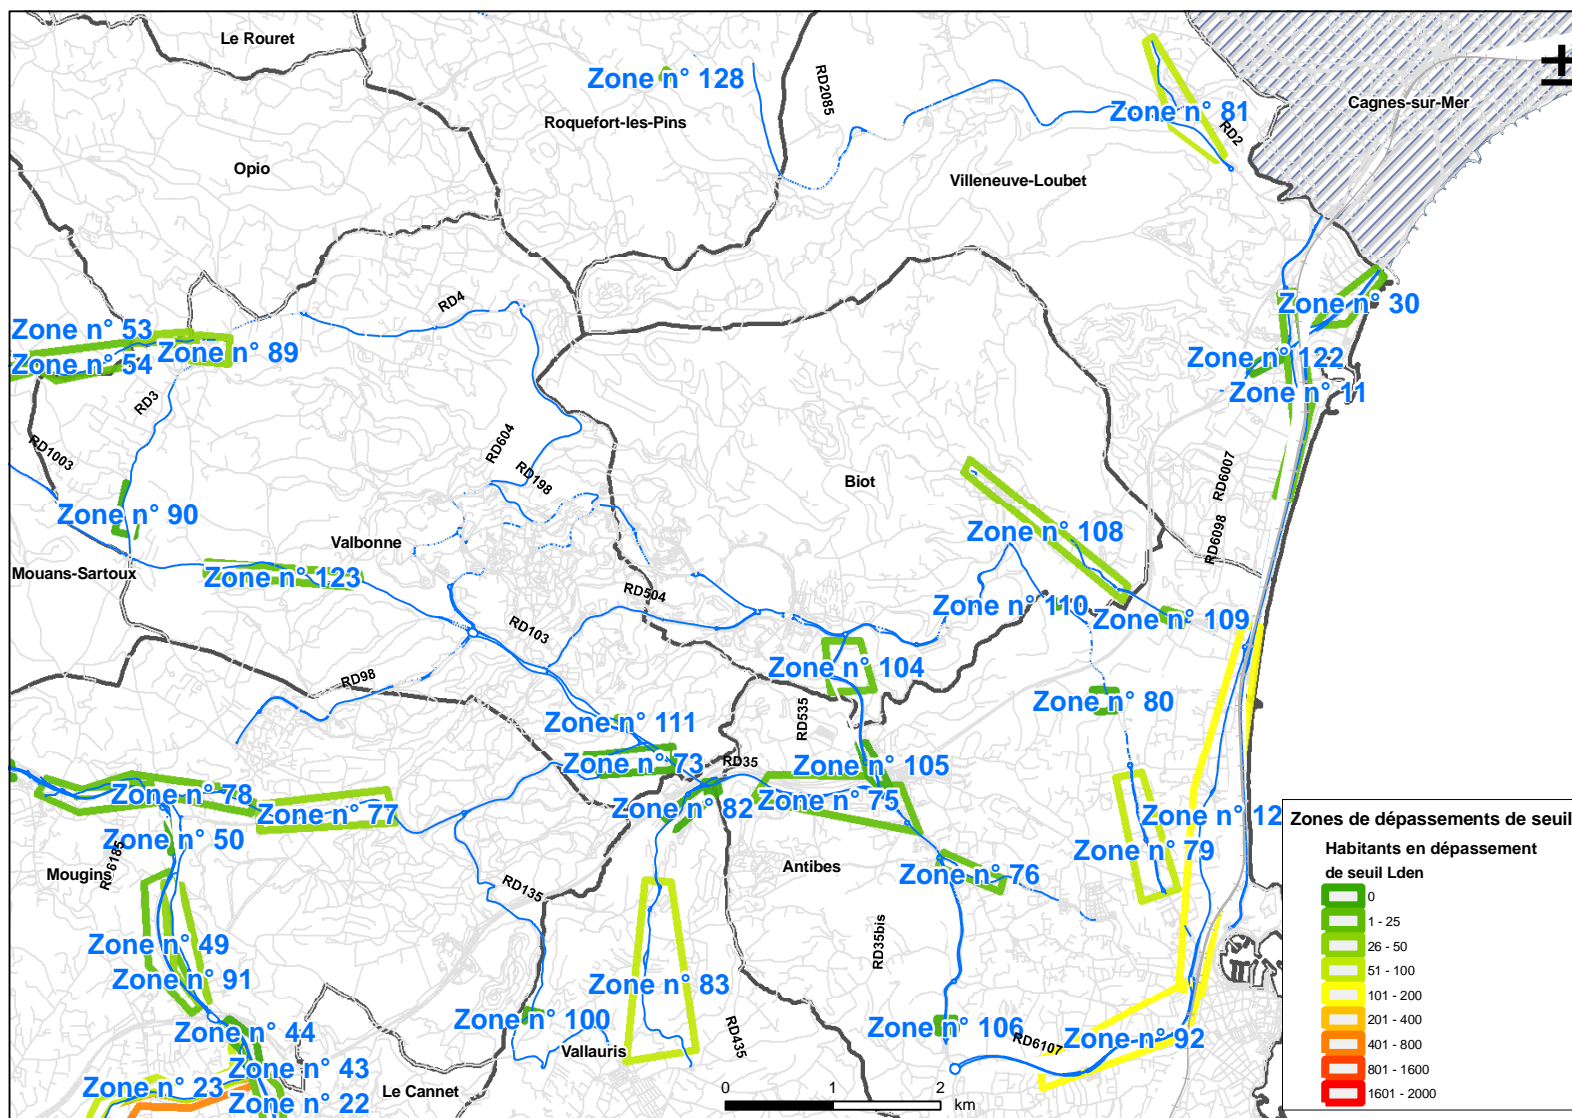 Le Rouret
Zone n° 128
RD2085
Roquefort-les-Pins
Zone n° 81
RD2
Cagnes-sur-Mer
Opio
Villeneuve-Loubet
RD4
Zone n° 30
Zone n° 53
Zone n° 54
Zone n° 89
Zone n° 122
Zone n° 11
RD3
RD1003
RD604
RD198
Biot
RD6007
Zone n° 90
Valbonne
Zone n° 108
RD6098
Mouans-Sartoux
Zone n° 123
RD504
Zone n° 110
Zone n° 109
RD103
RD98
Zone n° 104
Zone n° 80
Zone n° 111
RD535
Zone n° 73
RD35
Zone n° 105
Zone n° 78
Zone n° 77
Zone n° 82
Zone n° 75
Zone n° 12
Zone n° 50
Zone n° 79
Mougins
RD6185
Antibes
Zone n° 76
RD135
RD35bis
Zone n° 49
Zone n° 91
Zone n° 83
Zone n° 44
Zone n° 100
Vallauris
RD435
Zone n° 106
RD6107
Zone n° 92
Zone n° 43
Zone n° 23
Zone n° 22
Le Cannet
0 1 2
km
Zones de dépassements de seuil
Habitants en dépassement
de seuil Lden
0
1 - 25
26 - 50
51 - 100
101 - 200
201 - 400
401 - 800
801 - 1600
1601 - 2000